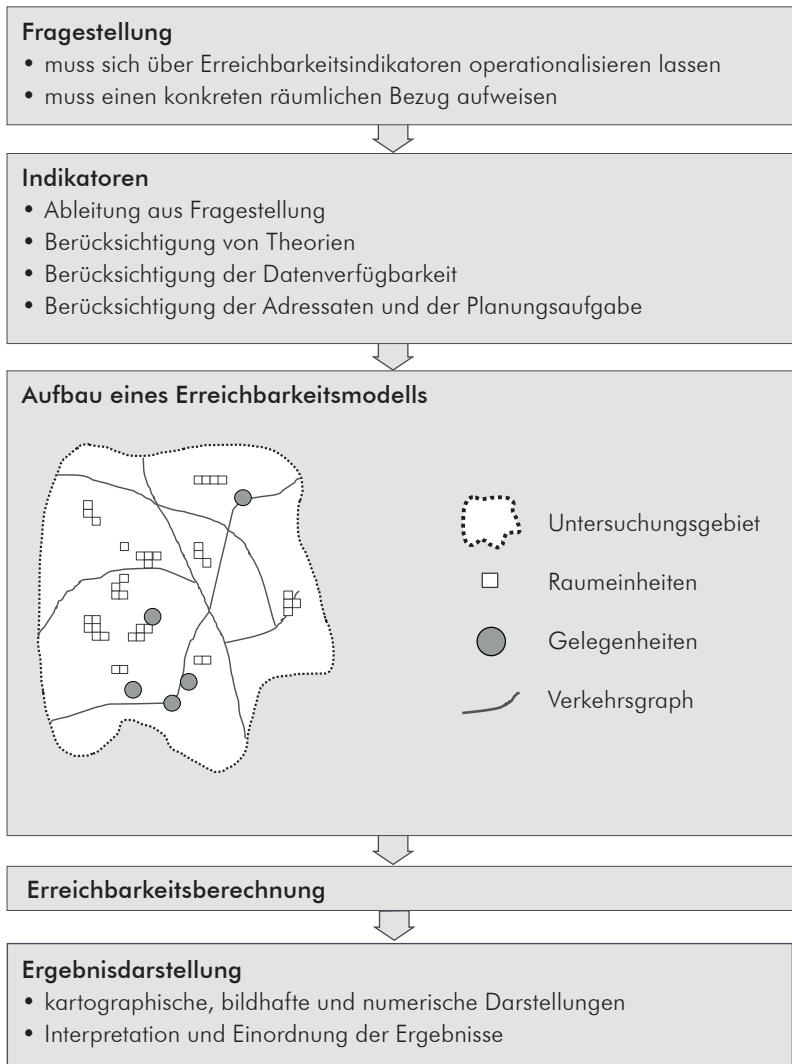 Fragestellung
• muss sich über Erreichbarkeitsindikatoren operationalisieren lassen
• muss einen konkreten räumlichen Bezug aufweisen
Indikatoren
• Ableitung aus Fragestellung
• Berücksichtigung von Theorien
• Berücksichtigung der Datenverfügbarkeit
• Berücksichtigung der Adressaten und der Planungsaufgabe
Aufbau eines Erreichbarkeitsmodells
Untersuchungsgebiet
Raumeinheiten
Gelegenheiten
Verkehrsgraph
Erreichbarkeitsberechnung
Ergebnisdarstellung
• kartographische, bildhafte und numerische Darstellungen
• Interpretation und Einordnung der Ergebnisse